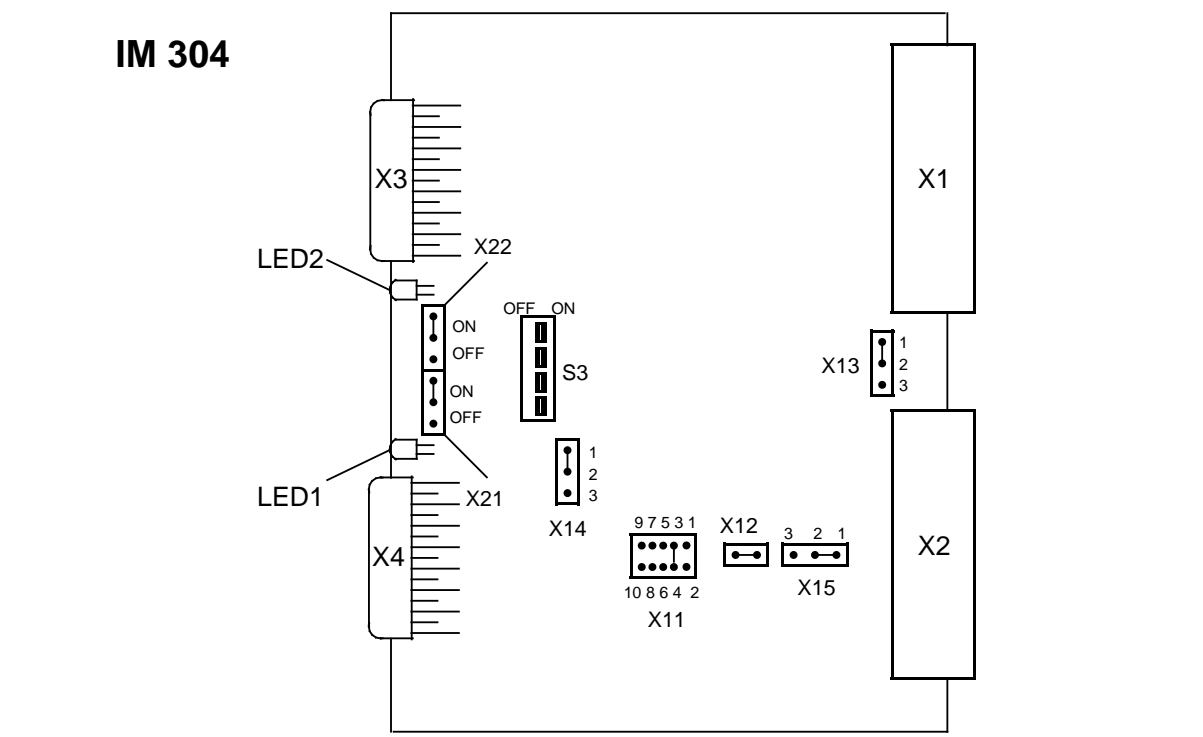 IM 304
X3
X1
LED2
X22
OFF ON
ON
OFF
S3
ON
OFF
X13
1
2
3
LED1
X21
1
2
3
X14
X4
9 7 5 3 1
10 8 6 4 2
X11
X12
3 2 1
X15
X2